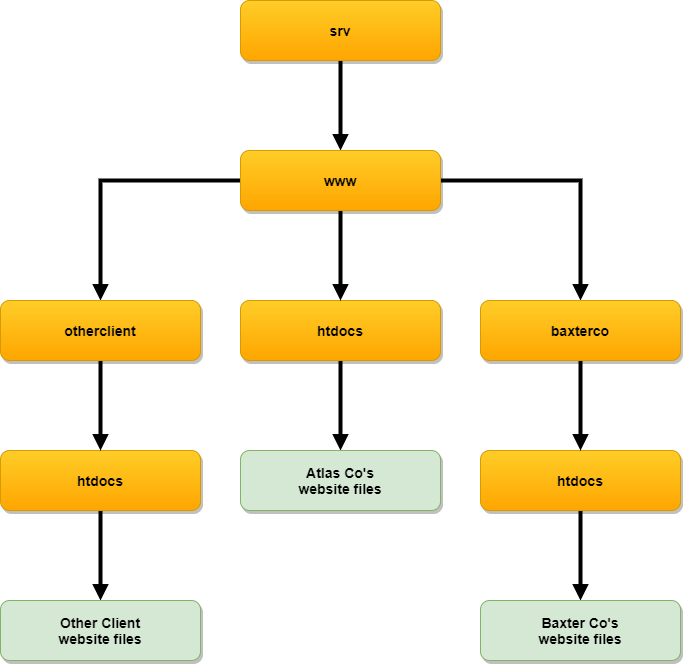 srv
www
otherclient
htdocs
baxterco
htdocs
Atlas Co's
website files
htdocs
Other Client
website files
Baxter Co's
website files